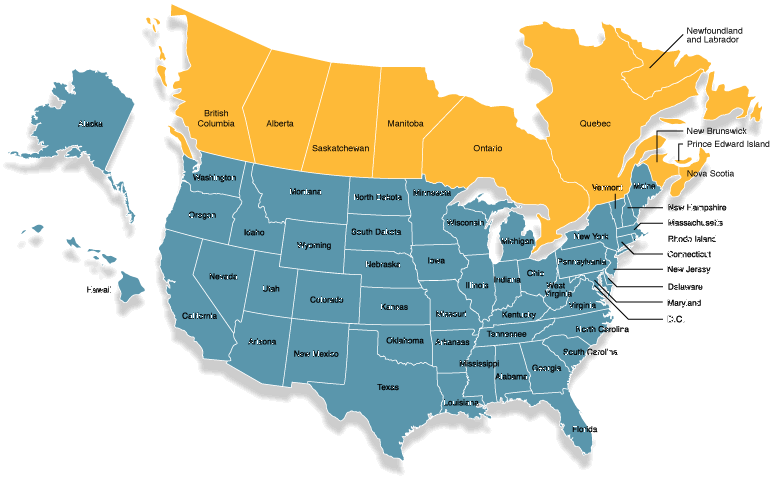 Newfoundland
and Labrador
British
Columbia
Alberta
Saskatchewan
Manitoba
Ontario
Quebec
New Brunswick
Prince Edward Island
Nova Scotia
Alaska
Washington
Montana
North Dakota
Minnesota
Vermont
Maine
New Hampshire
Oregon
Idaho
Wyoming
South Dakota
Wisconsin
Michigan
New York
Massachusetts
Rhode Island
Connecticut
New Jersey
Nevada
Utah
Colorado
Nebraska
Iowa
Illinois
Indiana
Ohio
Pennsylvania
Delaware
Maryland
D.C.
Hawaii
California
Kansas
Missouri
Kentucky
West
Virginia
Virginia
Arizona
New Mexico
Oklahoma
Arkansas
Tennessee
North Carolina
South Carolina
Texas
Mississippi
Alabama
Georgia
Louisiana
Florida